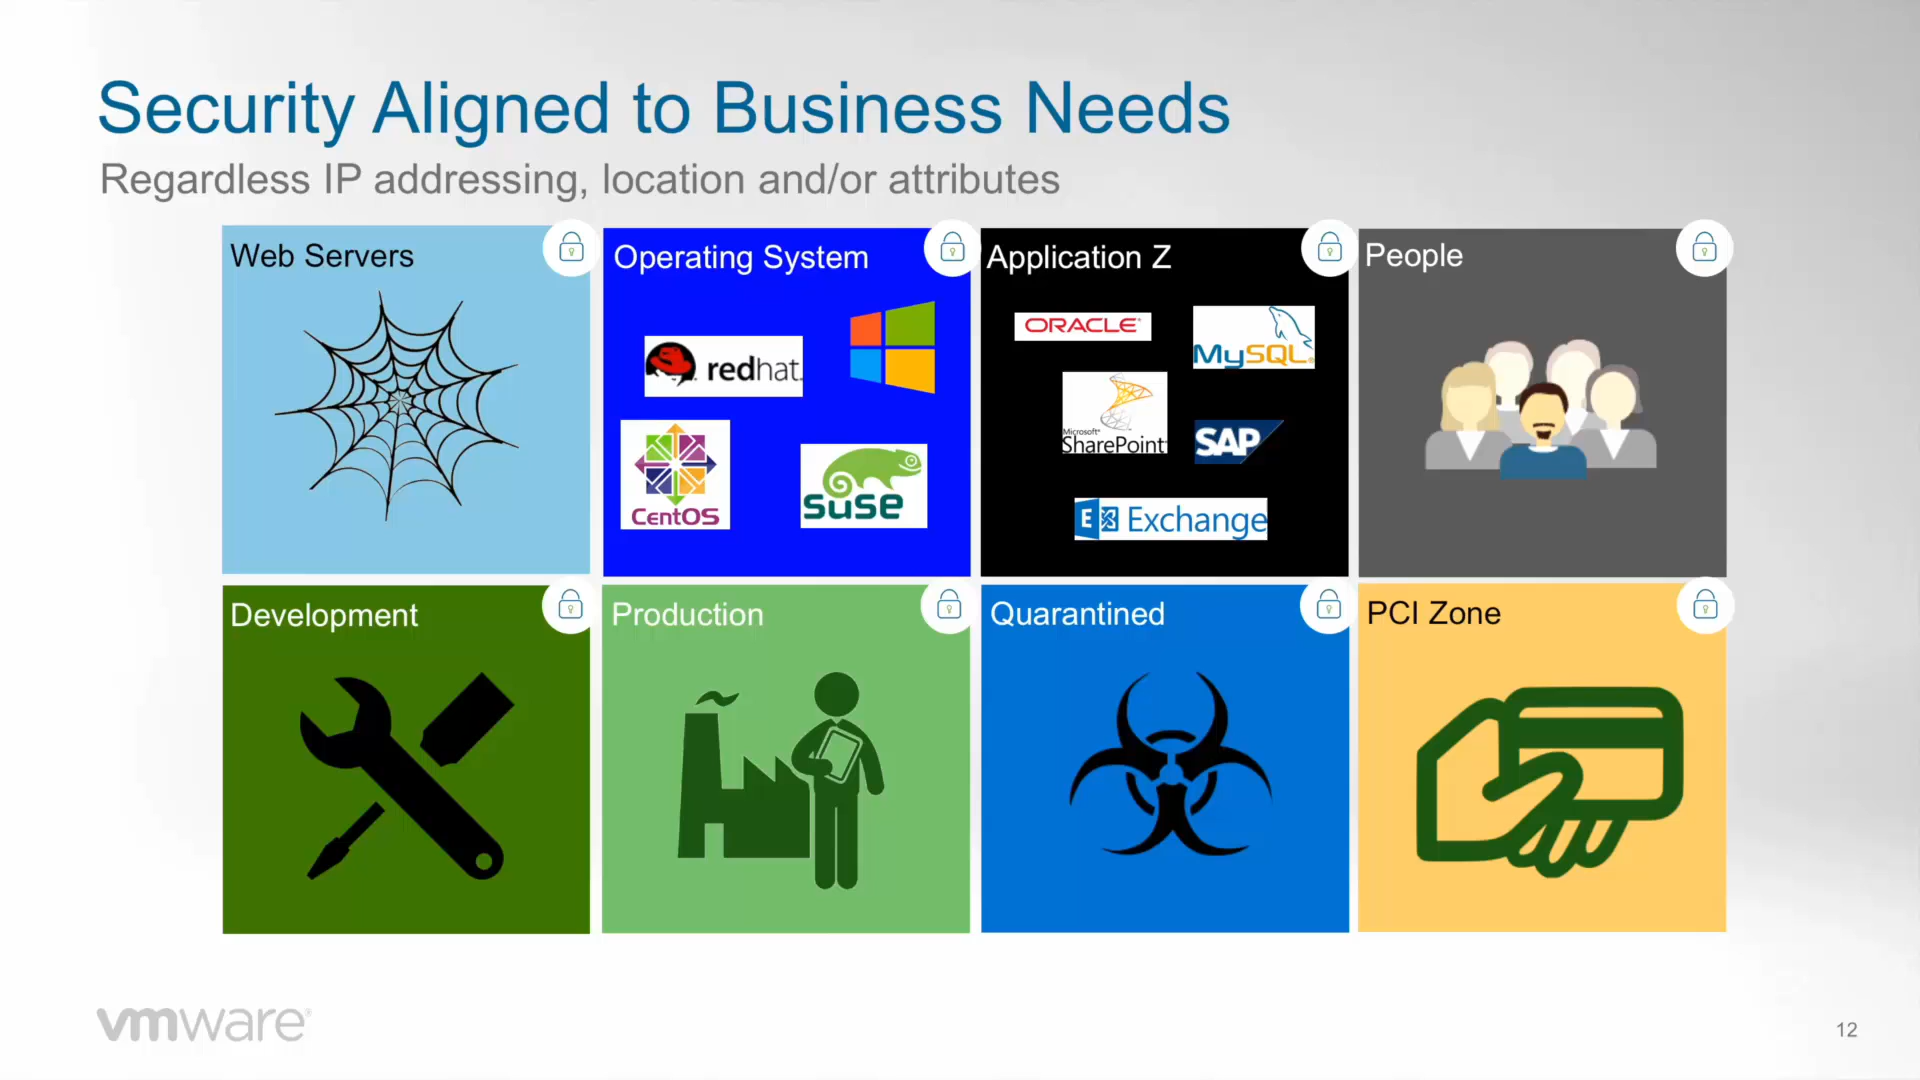 Security Aligned to Business Needs
Regardless IP addressing, location and/or attributes
Web Servers
Operating System
redhat.
CentOS
suse
Application Z
ORACLE
MySQL
Microsoft
SharePoint
SAP
E Exchange
People
Development
Production
Quarantined
PCI Zone
vmware
12